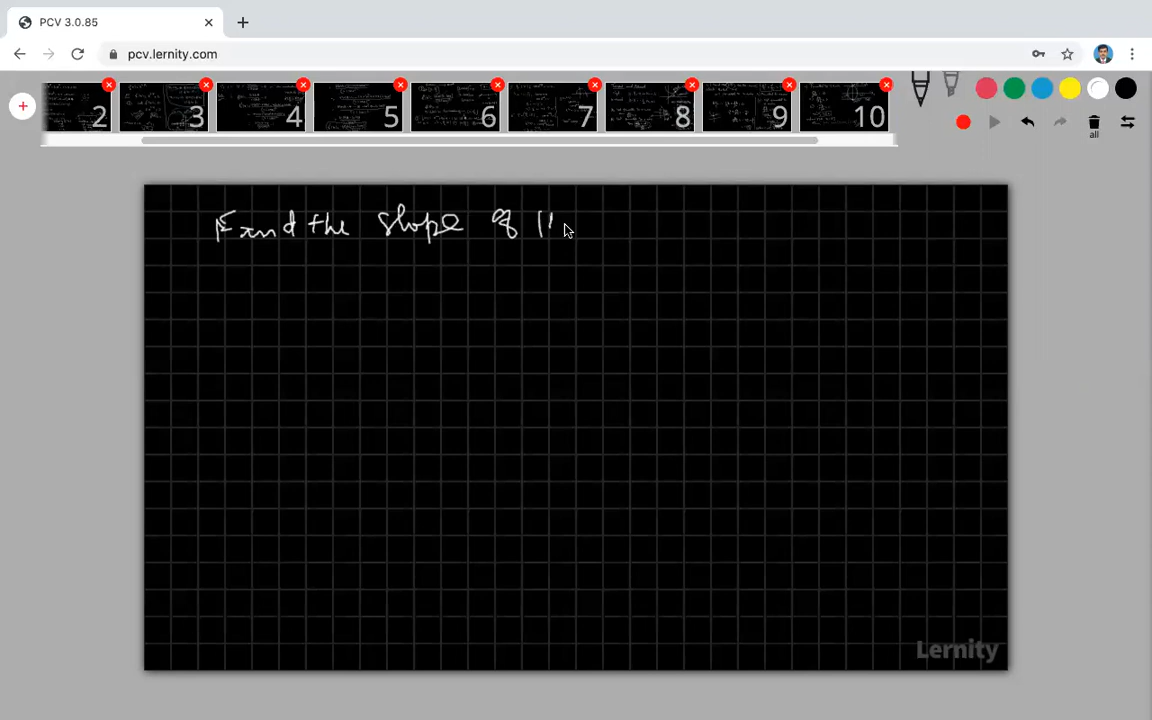 PCV 3.0.85
pcv.lernity.com
2 3 4 5 6 7 8 9 10
all
Find the slope of li
Lernity